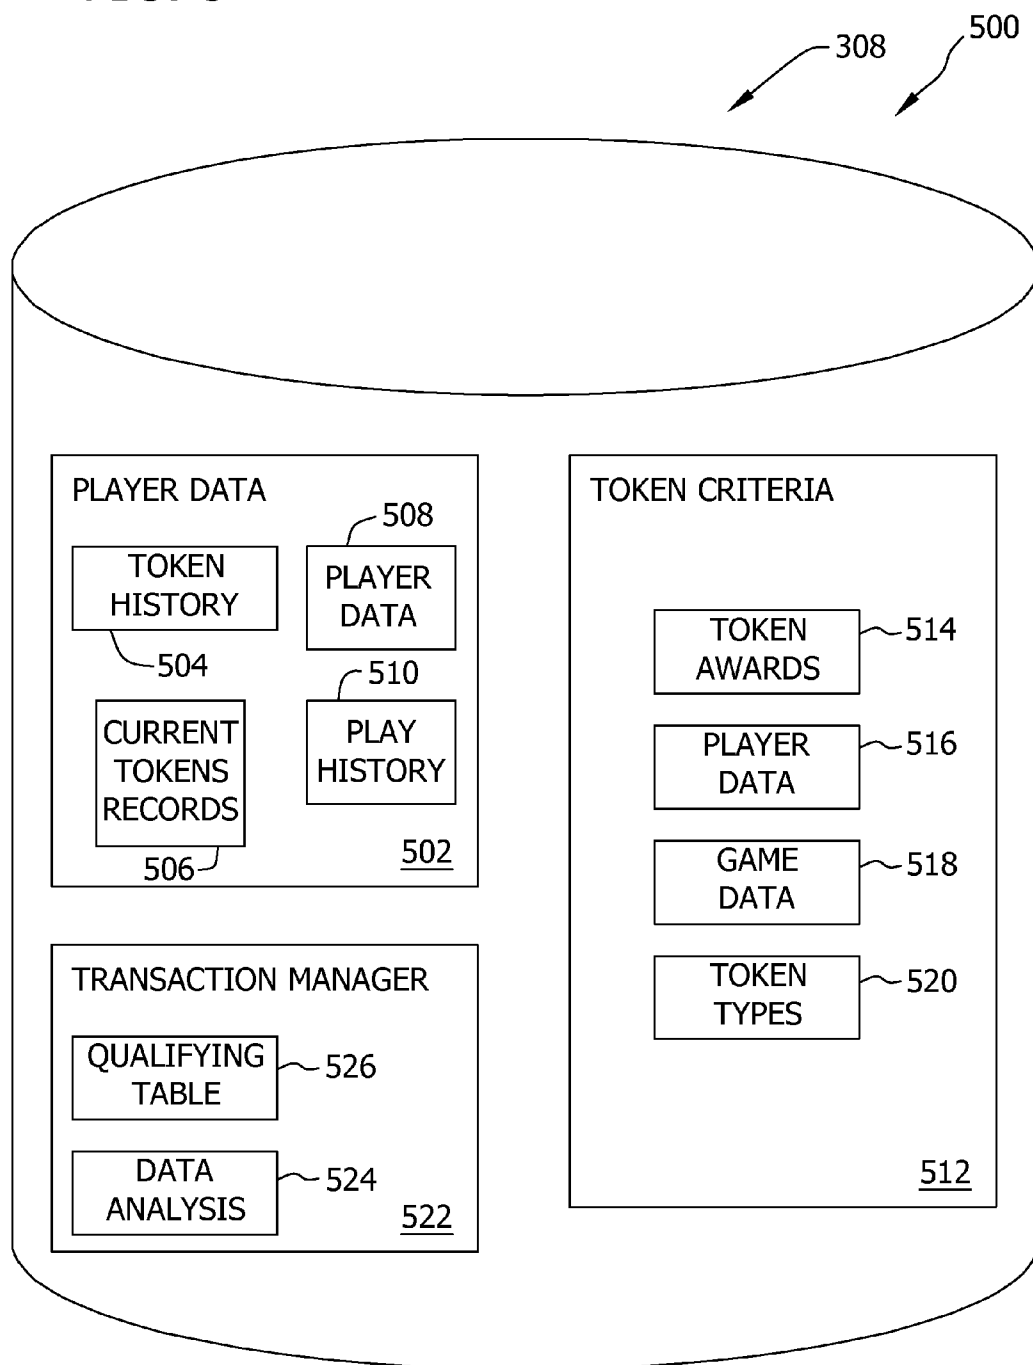 308
500
PLAYER DATA
TOKEN
HISTORY
504
508
PLAYER
DATA
CURRENT
TOKENS
RECORDS
506
510
PLAY
HISTORY
502
TRANSACTION MANAGER
QUALIFYING
TABLE
526
DATA
ANALYSIS
524
522
TOKEN CRITERIA
TOKEN
AWARDS
514
PLAYER
DATA
516
GAME
DATA
518
TOKEN
TYPES
520
512